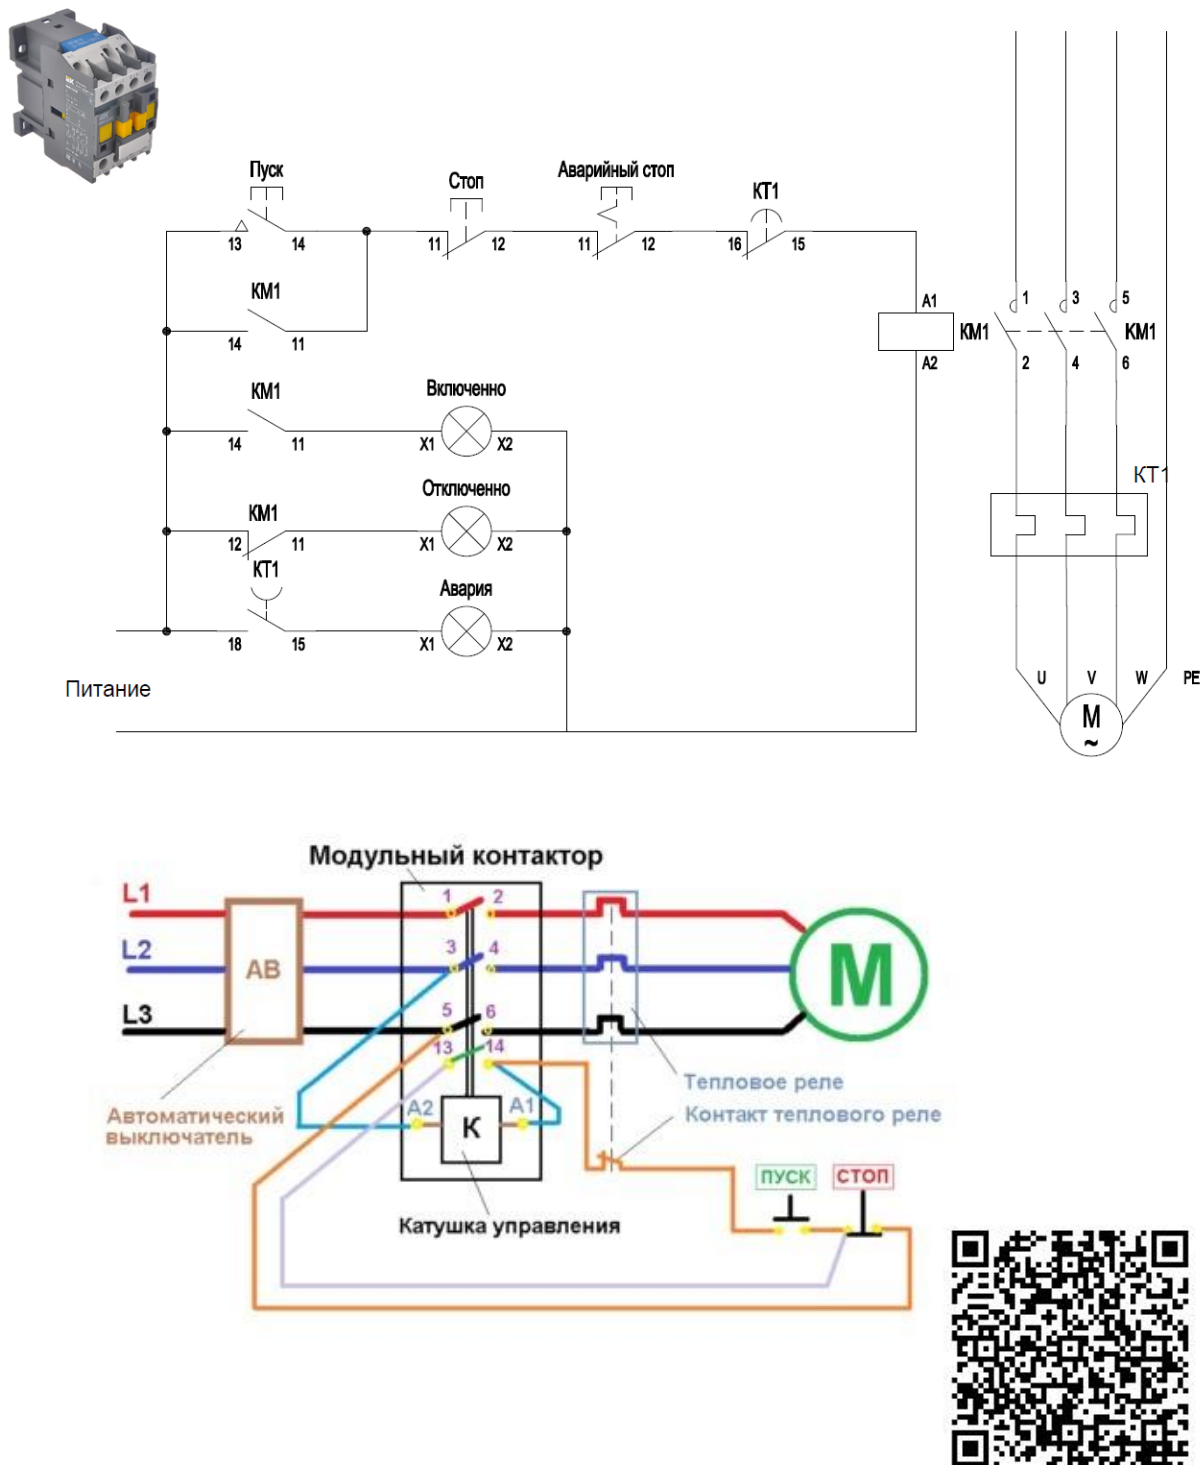 Пуск
Стоп
Аварийный стоп
КТ1
13
14
11
12
11
12
16
15
КМ1
14
11
A1
КМ1
A2
1
3
5
КМ1
2
4
6
КМ1
Включенно
14
11
X1
X2
Отключенно
КМ1
12
11
X1
X2
КТ1
КТ1
Авария
18
15
X1
X2
Питание
U
V
W
PE
M
~
Модульный контактор
L1
1
2
L2
АВ
3
4
M
L3
5
6
13
14
Тепловое реле
Автоматический
выключатель
A2
A1
К
Контакт теплового реле
ПУСК
СТОП
Катушка управления